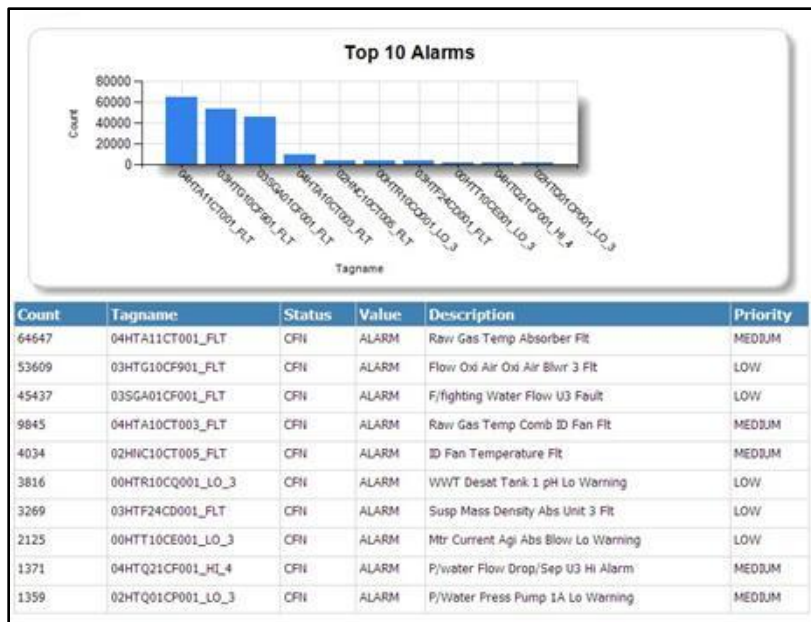 Top 10 Alarms
80000
60000
40000
20000
0
Count
04HTA11CT001_FLT
03HTG10CF901_FLT
03SGA01CF001_FLT
04HTA10CT003_FLT
02HNC10CT005_FLT
00HTR10CQ001_LO_3
03HTF24CD001_FLT
00HTT10CE001_LO_3
04HTQ21CF001_HI_4
02HTQ01CP001_LO_3
Tagname
Count Tagname Status Value Description Priority
64647 04HTA11CT001_FLT CFN ALARM Raw Gas Temp Absorber Flt MEDIUM
53609 03HTG10CF901_FLT CFN ALARM Flow Oxi Air Oxi Air Blwr 3 Flt LOW
45437 03SGA01CF001_FLT CFN ALARM F/fighting Water Flow U3 Fault LOW
9845 04HTA10CT003_FLT CFN ALARM Raw Gas Temp Comb ID Fan Flt MEDIUM
4034 02HNC10CT005_FLT CFN ALARM ID Fan Temperature Flt MEDIUM
3816 00HTR10CQ001_LO_3 CFN ALARM WWT Desat Tank 1 pH Lo Warning LOW
3269 03HTF24CD001_FLT CFN ALARM Susp Mass Density Abs Unit 3 Flt LOW
2125 00HTT10CE001_LO_3 CFN ALARM Mtr Current Agi Abs Blow Lo Warning LOW
1371 04HTQ21CF001_HI_4 CFN ALARM P/water Flow Drop/Sep U3 Hi Alarm MEDIUM
1359 02HTQ01CP001_LO_3 CFN ALARM P/Water Press Pump 1A Lo Warning MEDIUM